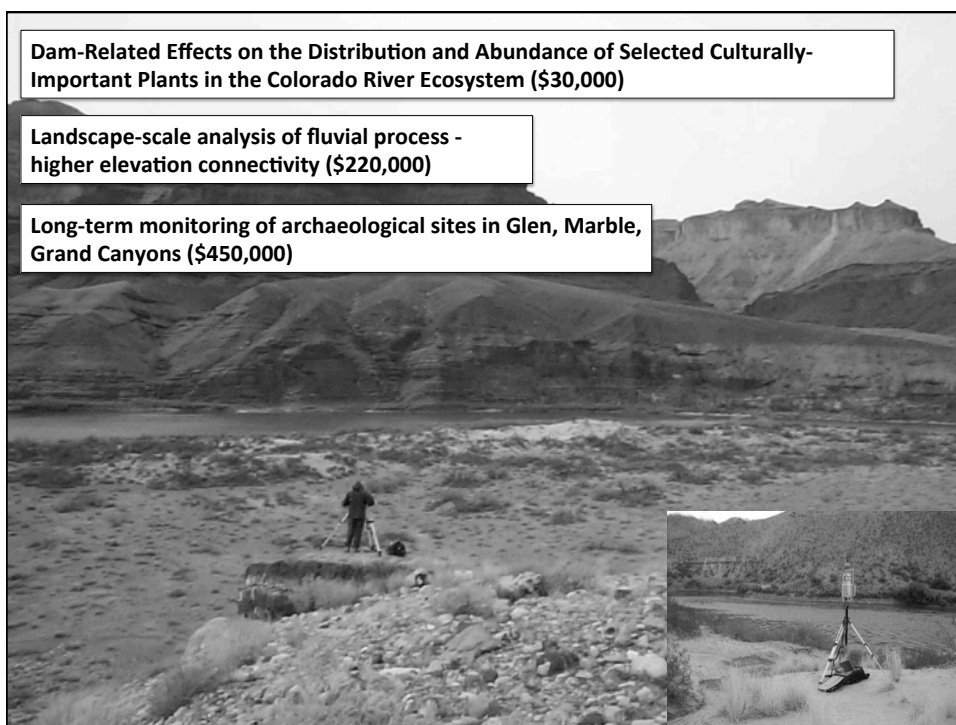 Dam-Related Effects on the Distribution and Abundance of Selected Culturally-
Important Plants in the Colorado River Ecosystem ($30,000)
Landscape-scale analysis of fluvial process -
higher elevation connectivity ($220,000)
Long-term monitoring of archaeological sites in Glen, Marble,
Grand Canyons ($450,000)